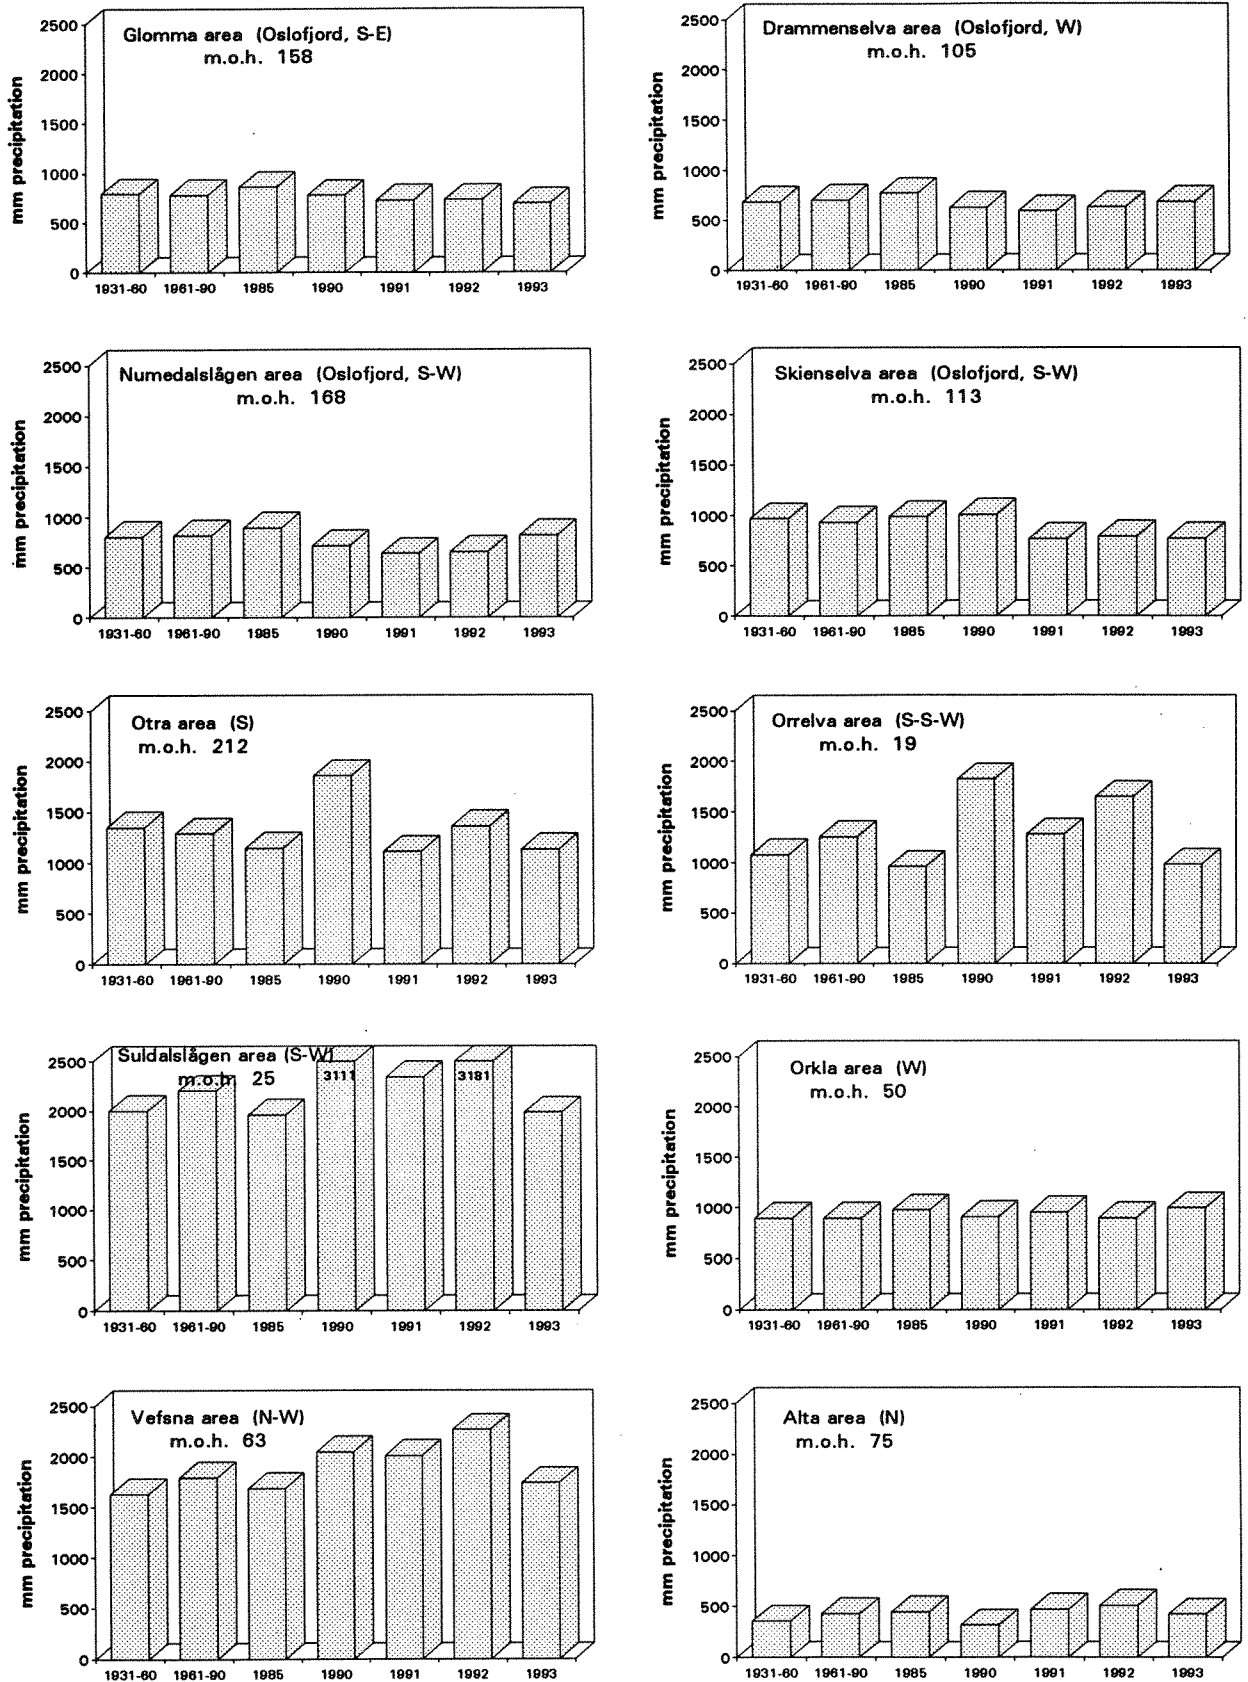 Glomma area (Oslofjord, S-E)
m.o.h. 158
mm precipitation
2500
2000
1500
1000
500
0
1931-60 1961-90 1985 1990 1991 1992 1993
Drammenselva area (Oslofjord, W)
m.o.h. 105
mm precipitation
2500
2000
1500
1000
500
0
1931-60 1961-90 1985 1990 1991 1992 1993
Numedalslågen area (Oslofjord, S-W)
m.o.h. 168
mm precipitation
2500
2000
1500
1000
500
0
1931-60 1961-90 1985 1990 1991 1992 1993
Skienselva area (Oslofjord, S-W)
m.o.h. 113
mm precipitation
2500
2000
1500
1000
500
0
1931-60 1961-90 1985 1990 1991 1992 1993
Otra area (S)
m.o.h. 212
mm precipitation
2500
2000
1500
1000
500
0
1931-60 1961-90 1985 1990 1991 1992 1993
Orrelva area (S-S-W)
m.o.h. 19
mm precipitation
2500
2000
1500
1000
500
0
1931-60 1961-90 1985 1990 1991 1992 1993
Suldalslågen area (S-W)
m.o.h. 25
3111 3181
mm precipitation
2500
2000
1500
1000
500
0
1931-60 1961-90 1985 1990 1991 1992 1993
Orkla area (W)
m.o.h. 50
mm precipitation
2500
2000
1500
1000
500
0
1931-60 1961-90 1985 1990 1991 1992 1993
Vefsna area (N-W)
m.o.h. 63
mm precipitation
2500
2000
1500
1000
500
0
1931-60 1961-90 1985 1990 1991 1992 1993
Alta area (N)
m.o.h. 75
mm precipitation
2500
2000
1500
1000
500
0
1931-60 1961-90 1985 1990 1991 1992 1993